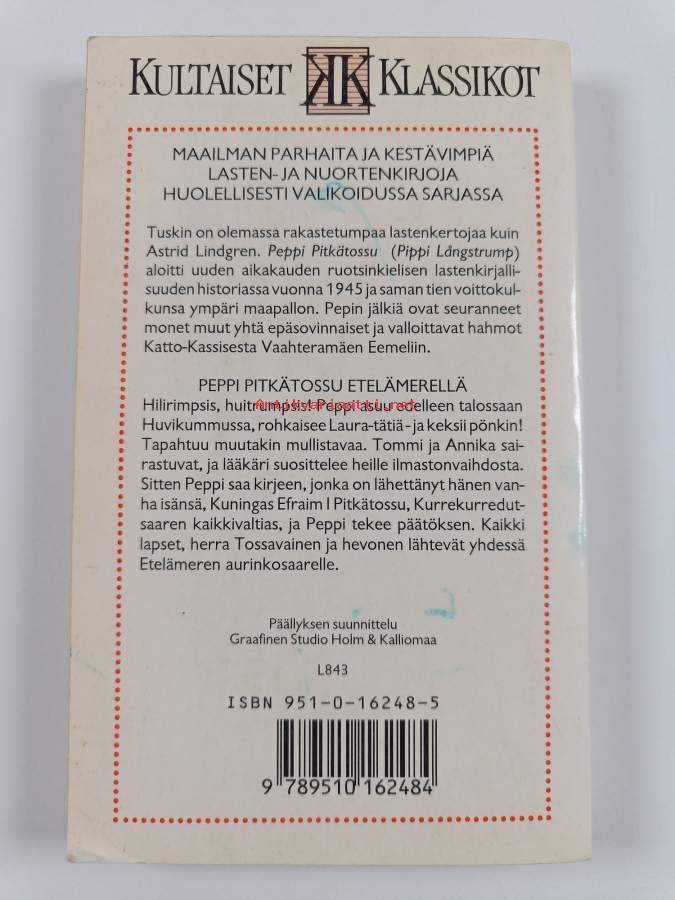 KULTAISET KK KLASSIKOT
MAAILMAN PARHAITA JA KESTÄVIMPIÄ
LASTEN- JA NUORTENKIRJOJA
HUOLELLISESTI VALIKOIDUSSA SARJASSA
Tuskin on olemassa rakastetumpaa lastenkertojaa kuin
Astrid Lindgren. Peppi Pitkätossu (Pippi Långstrump)
aloitti uuden aikakauden ruotsinkielisen lastenkirjalli-
suuden historiassa vuonna 1945 ja saman tien voittokul-
kunsa ympäri maapallon. Pepin jälkiä ovat seuranneet
monet muut yhtä epäsovinnaiset ja valloittavat hahmot
Katto-Kassisesta Vaahteramäen Eemeliin.
PEPPI PITKÄTOSSU ETELÄMERELLÄ
Antikvariaatti.net
Hilirimpsis, huitrumpsis! Peppi asuu edelleen talossaan
Huvikummussa, rohkaisee Laura-tätiä - ja keksii pönkin!
Tapahtuu muutakin mullistavaa. Tommi ja Annika sai-
rastuvat, ja lääkäri suosittelee heille ilmastonvaihdosta.
Sitten Peppi saa kirjeen, jonka on lähettänyt hänen van-
ha isänsä, Kuningas Efraim I Pitkätossu, Kurrekurredut-
saaren kaikkivaltias, ja Peppi tekee päätöksen. Kaikki
lapset, herra Tossavainen ja hevonen lähtevät yhdessä
Etelämeren aurinkosaarelle.
Päällyksen suunnittelu
Graafinen Studio Holm & Kalliomaa
L843
ISBN 951-0-16248-5
9 789510 162484